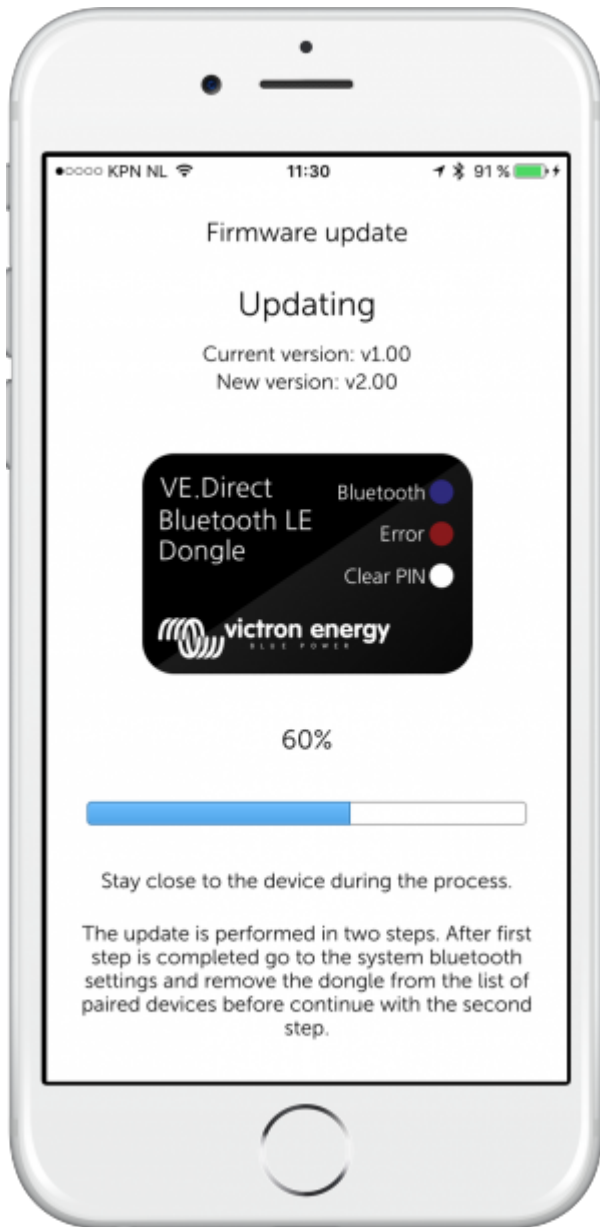 KPN NL 11:30 91 %
Firmware update
Updating
Current version: v1.00
New version: v2.00
VE.Direct
Bluetooth LE
Dongle
Bluetooth
Error
Clear PIN
victron energy
BLUE POWER
60%
Stay close to the device during the process.
The update is performed in two steps. After first
step is completed go to the system bluetooth
settings and remove the dongle from the list of
paired devices before continue with the second
step.